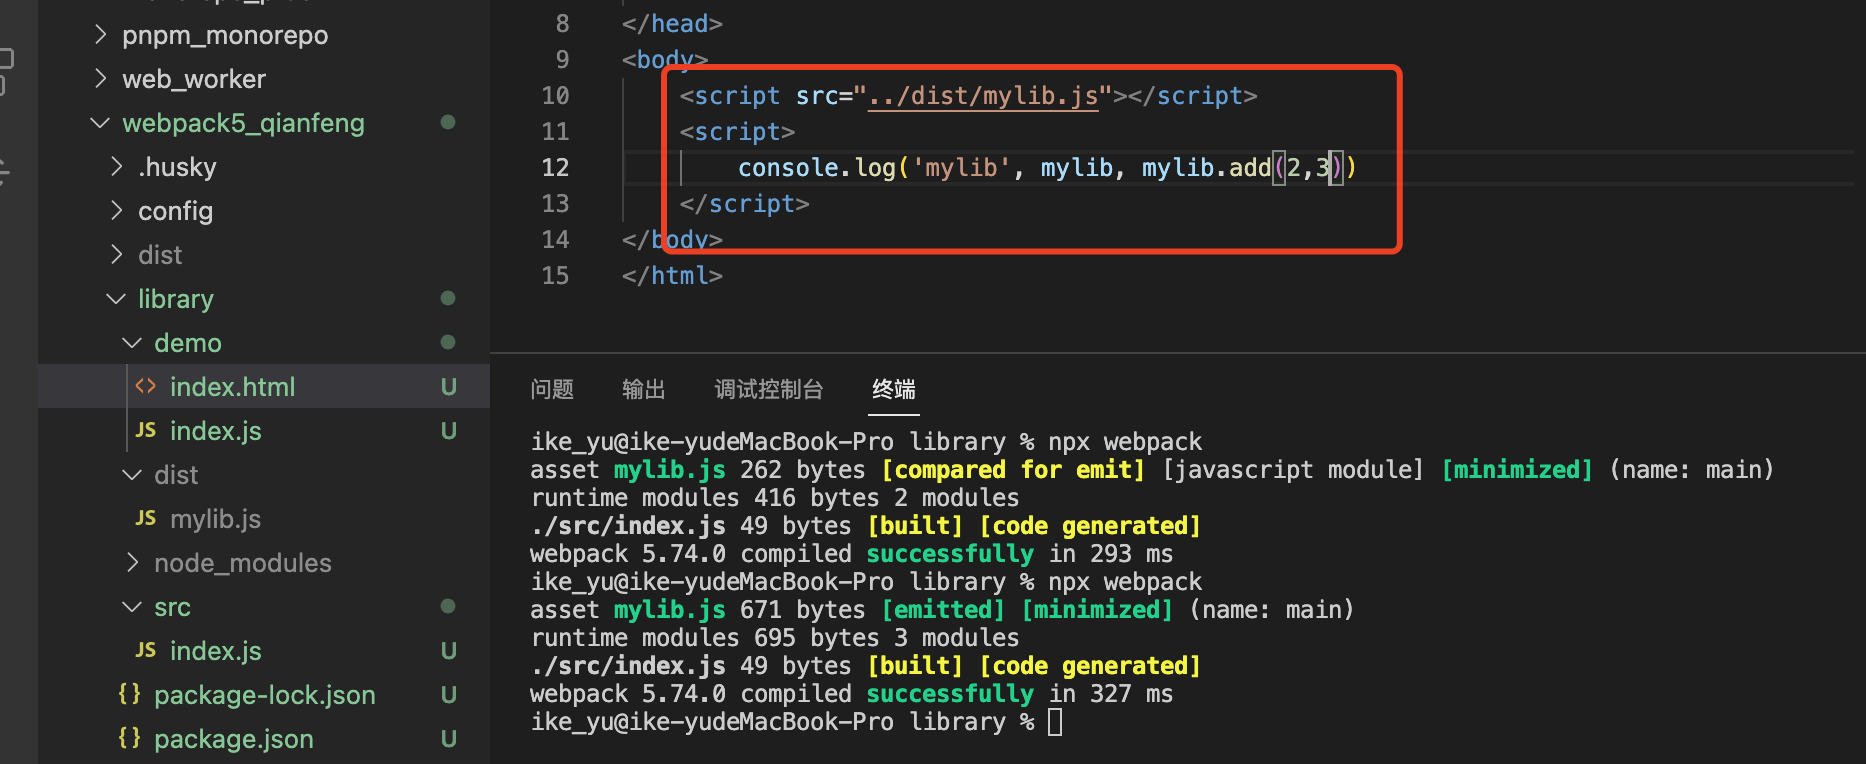 pnpm_monorepo
web_worker
webpack5_qianfeng
.husky
config
dist
library
demo
<> index.html U
JS index.js U
dist
JS mylib.js
node_modules
src
JS index.js U
{} package-lock.json U
{} package.json U
8 </head>
9 <body>
10 <script src="../dist/mylib.js"></script>
11 <script>
12 console.log('mylib', mylib, mylib.add(2,3))
13 </script>
14 </body>
15 </html>
问题 输出 调试控制台 终端
ike_yu@ike-yudeMacBook-Pro library % npx webpack
asset mylib.js 262 bytes [compared for emit] [javascript module] [minimized] (name: main)
runtime modules 416 bytes 2 modules
./src/index.js 49 bytes [built] [code generated]
webpack 5.74.0 compiled successfully in 293 ms
ike_yu@ike-yudeMacBook-Pro library % npx webpack
asset mylib.js 671 bytes [emitted] [minimized] (name: main)
runtime modules 695 bytes 3 modules
./src/index.js 49 bytes [built] [code generated]
webpack 5.74.0 compiled successfully in 327 ms
ike_yu@ike-yudeMacBook-Pro library %